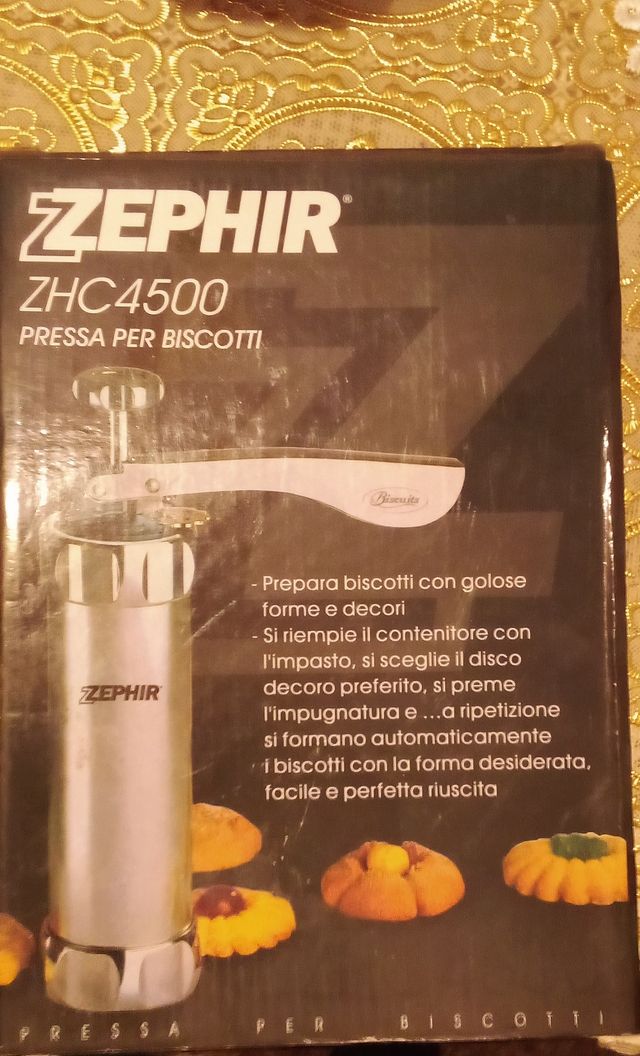 ZEPHIR®
ZHC4500
PRESSA PER BISCOTTI
Biscuits
- Prepara biscotti con golose
forme e decori
- Si riempie il contenitore con
l'impasto, si sceglie il disco
decoro preferito, si preme
l'impugnatura e ...a ripetizione
si formano automaticamente
i biscotti con la forma desiderata,
facile e perfetta riuscita
ZEPHIR
PRESSA PER BISCOTTI